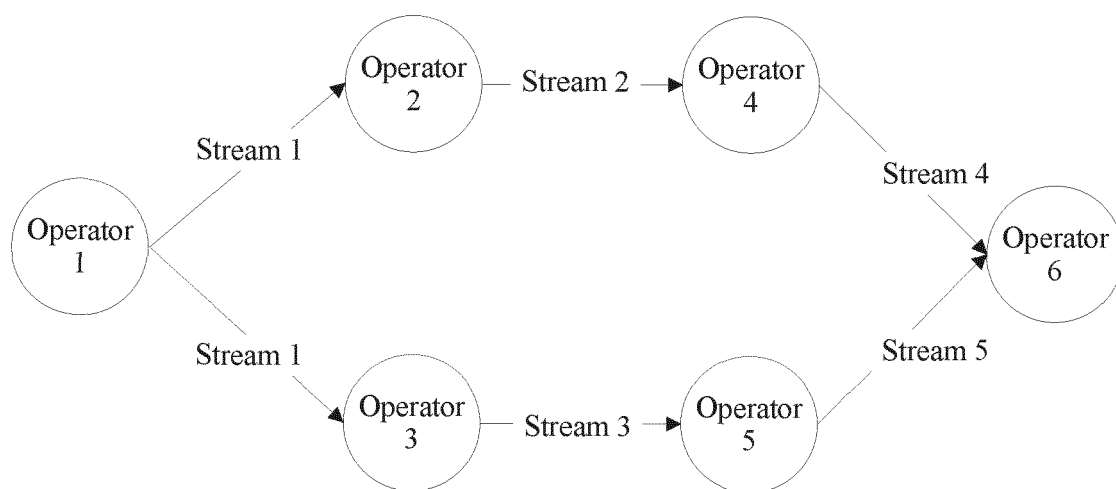 Operator
2
Stream 2
Operator
4
Stream 1
Stream 4
Operator
1
Operator
6
Stream 1
Stream 5
Operator
3
Stream 3
Operator
5